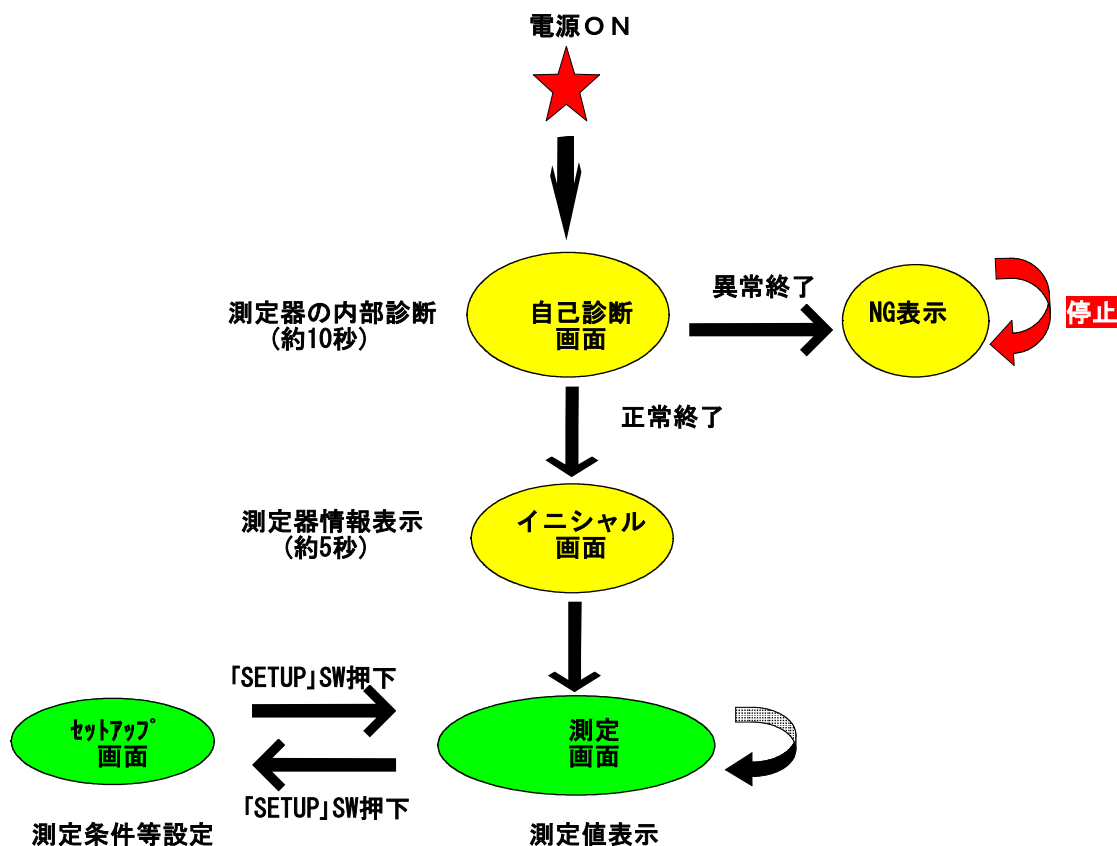 電源ＯＮ
測定器の内部診断
(約10秒)
自己診断
画面
異常終了
NG表示
停止
正常終了
測定器情報表示
(約5秒)
イニシャル
画面
｢SETUP｣SW押下
ｾｯﾄｱｯﾌﾟ
画面
測定
画面
｢SETUP｣SW押下
測定条件等設定
測定値表示